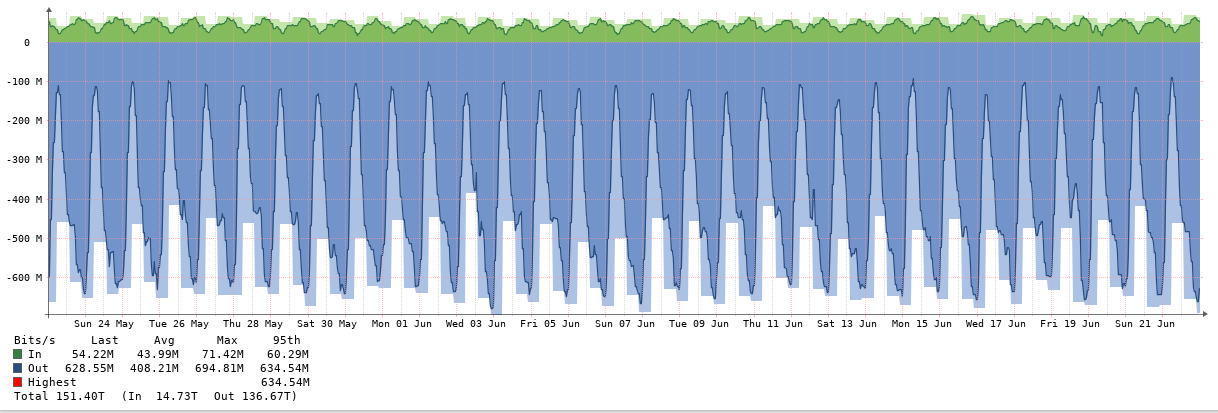 0
-100 M
-200 M
-300 M
-400 M
-500 M
-600 M
Sun 24 May Tue 26 May Thu 28 May Sat 30 May Mon 01 Jun Wed 03 Jun Fri 05 Jun Sun 07 Jun Tue 09 Jun Thu 11 Jun Sat 13 Jun Mon 15 Jun Wed 17 Jun Fri 19 Jun Sun 21 Jun
Bits/s Last Avg Max 95th
In 54.22M 43.99M 71.42M 60.29M
Out 628.55M 408.21M 694.81M 634.54M
Highest 634.54M
Total 151.40T (In 14.73T Out 136.67T)